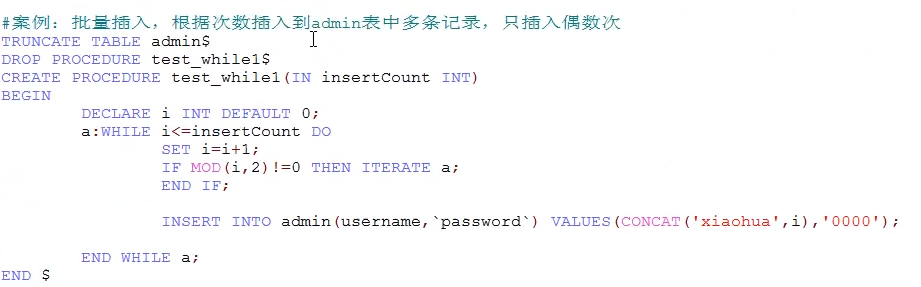 #案例：批量插入，根据次数插入到admin表中多条记录，只插入偶数次
TRUNCATE TABLE admin$
DROP PROCEDURE test_while1$
CREATE PROCEDURE test_while1(IN insertCount INT)
BEGIN
DECLARE i INT DEFAULT 0;
a:WHILE i<=insertCount DO
SET i=i+1;
IF MOD(i,2)!=0 THEN ITERATE a;
END IF;
INSERT INTO admin(username,`password`) VALUES(CONCAT('xiaohua',i),'0000');
END WHILE a;
END $